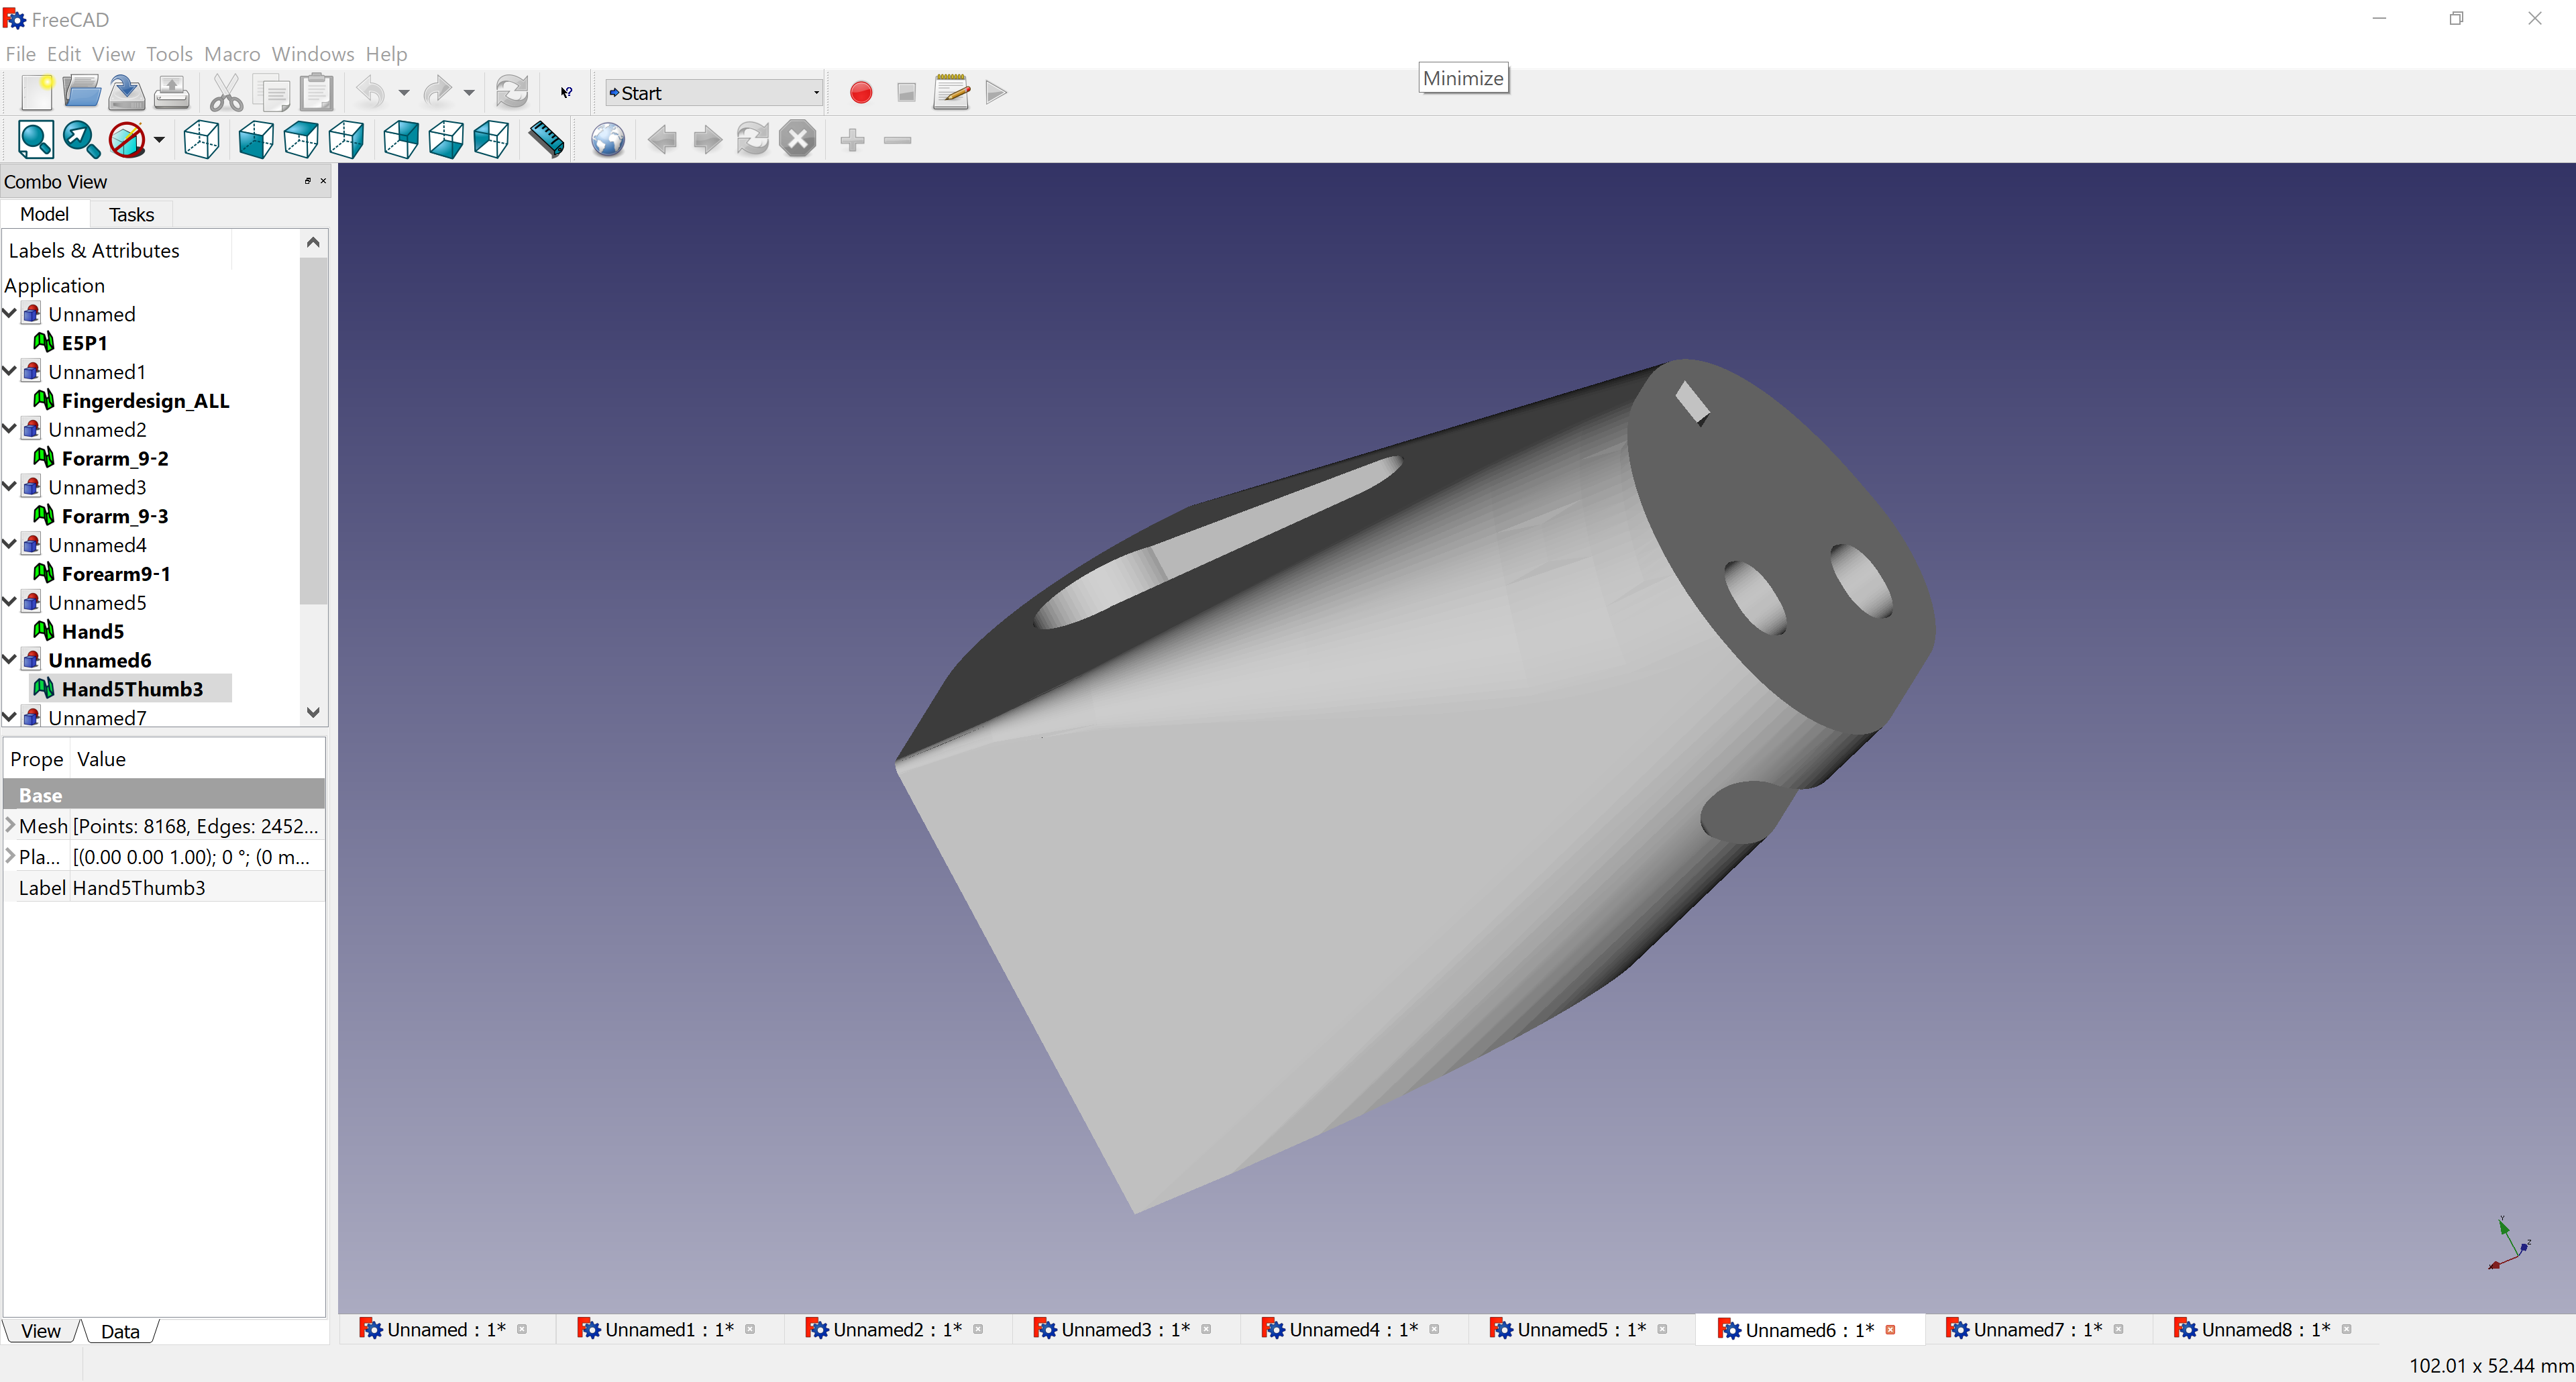 FreeCAD
File Edit View Tools Macro Windows Help
Minimize
Start
Combo View
Model Tasks
Labels & Attributes
Application
Unnamed
E5P1
Unnamed1
Fingerdesign_ALL
Unnamed2
Forarm_9-2
Unnamed3
Forarm_9-3
Unnamed4
Forearm9-1
Unnamed5
Hand5
Unnamed6
Hand5Thumb3
Unnamed7
Prope Value
Base
Mesh [Points: 8168, Edges: 2452...
Pla... [(0.00 0.00 1.00); 0 °; (0 m...
Label Hand5Thumb3
View Data
Unnamed : 1* Unnamed1 : 1* Unnamed2 : 1* Unnamed3 : 1* Unnamed4 : 1* Unnamed5 : 1* Unnamed6 : 1* Unnamed7 : 1* Unnamed8 : 1*
102.01 x 52.44 mm